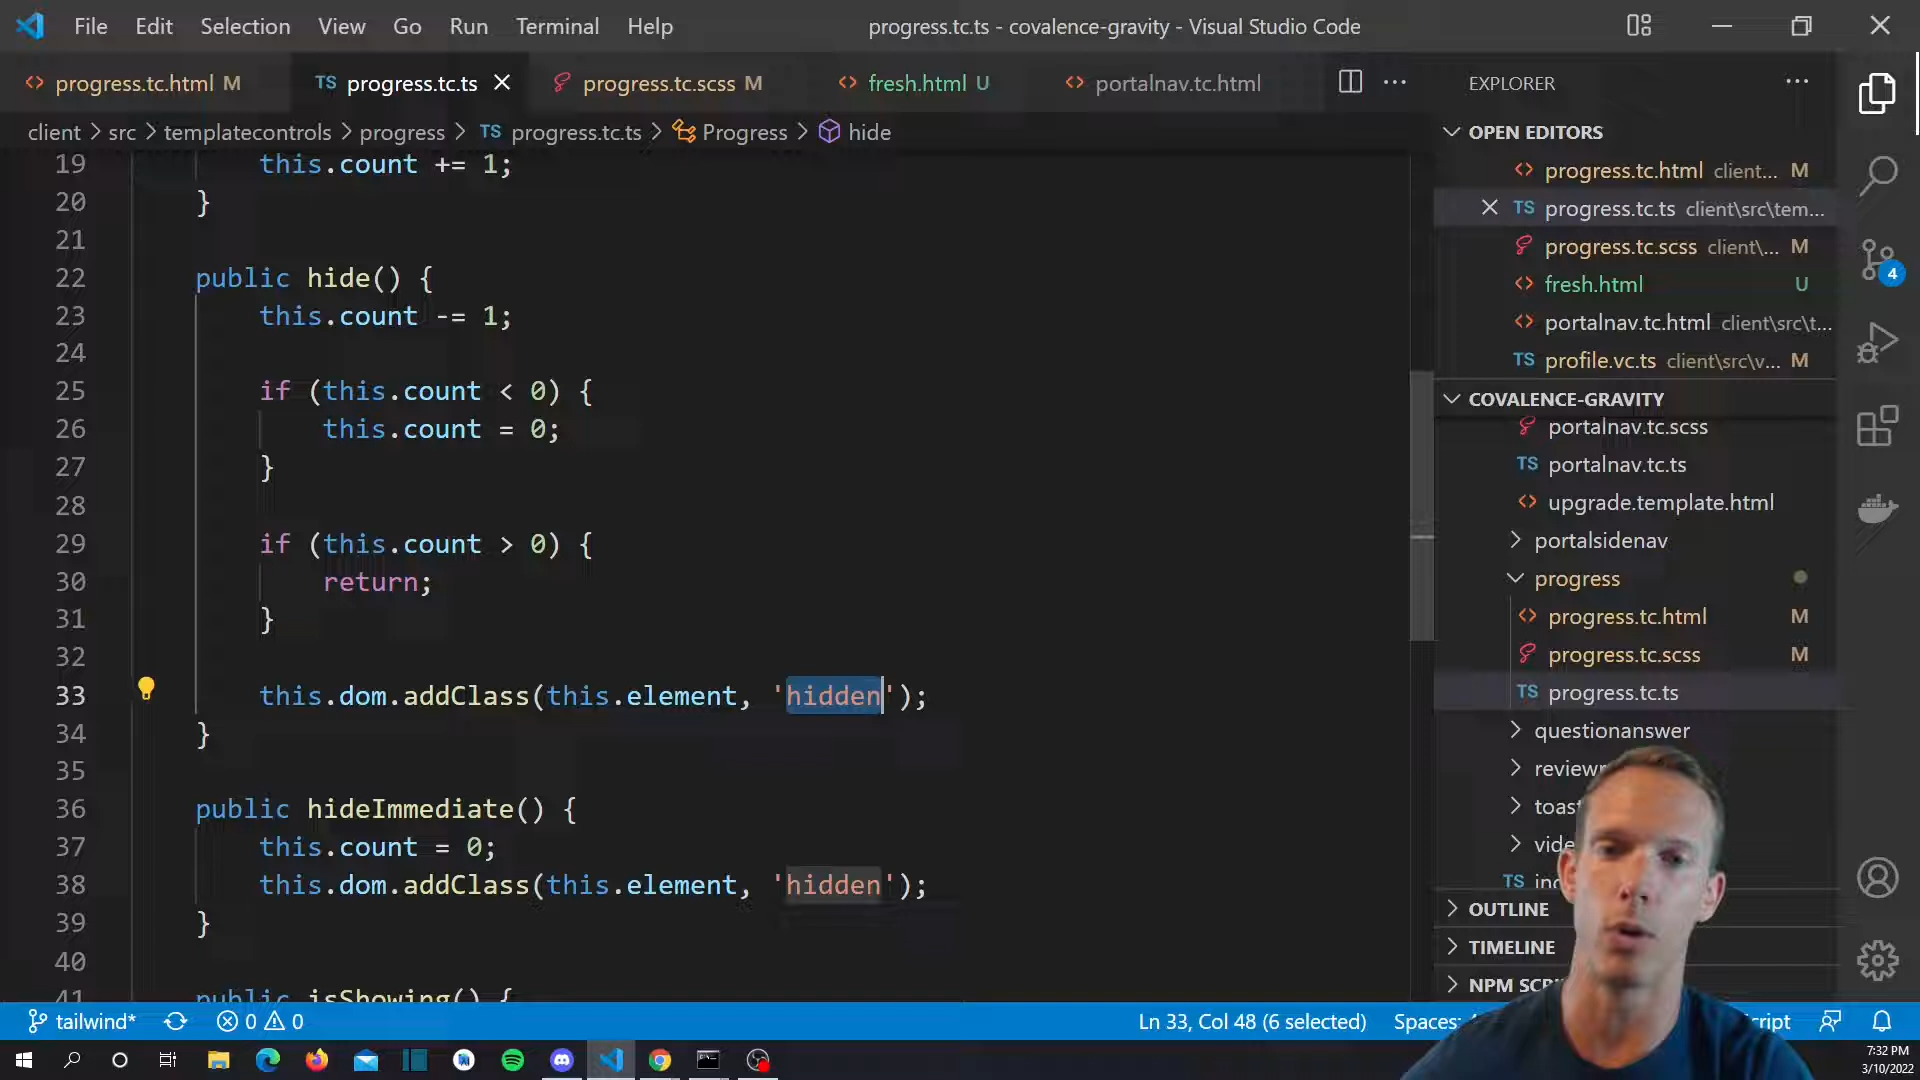 File Edit Selection View Go Run Terminal Help
progress.tc.ts - covalence-gravity - Visual Studio Code
progress.tc.html M
TS progress.tc.ts
progress.tc.scss M
fresh.html U
portalnav.tc.html
client > src > templatecontrols > progress > TS progress.tc.ts > Progress > hide
19 this.count += 1;
20 }
21
22 public hide() {
23 this.count -= 1;
24
25 if (this.count < 0) {
26 this.count = 0;
27 }
28
29 if (this.count > 0) {
30 return;
31 }
32
33 this.dom.addClass(this.element, 'hidden');
34 }
35
36 public hideImmediate() {
37 this.count = 0;
38 this.dom.addClass(this.element, 'hidden');
39 }
40
41 public isShowing() {
EXPLORER
OPEN EDITORS
progress.tc.html client... M
TS progress.tc.ts client\src\tem...
progress.tc.scss client\... M
fresh.html U
portalnav.tc.html client\src\t...
TS profile.vc.ts client\src\v... M
COVALENCE-GRAVITY
portalnav.tc.scss
TS portalnav.tc.ts
upgrade.template.html
portalsidenav
progress
progress.tc.html M
progress.tc.scss M
TS progress.tc.ts
questionanswer
TS
OUTLINE
TIMELINE
4
tailwind* 0 0
Ln 33, Col 48 (6 selected)
Spaces:
7:32 PM
3/10/2022